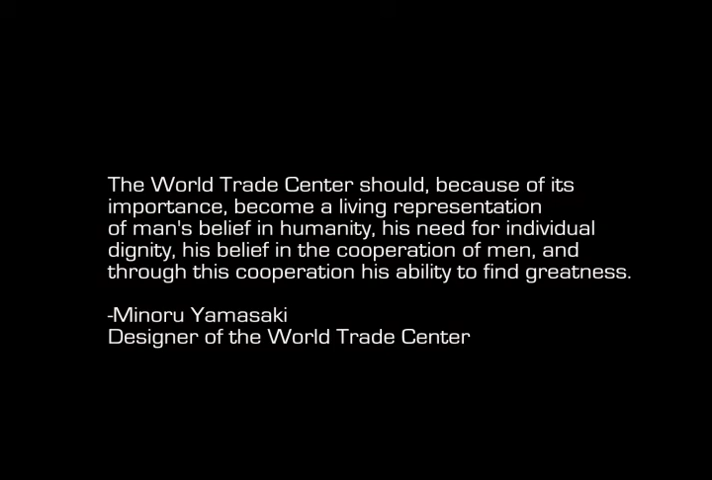 The World Trade Center should, because of its
importance, become a living representation
of man's belief in humanity, his need for individual
dignity, his belief in the cooperation of men, and
through this cooperation his ability to find greatness.
-Minoru Yamasaki
Designer of the World Trade Center